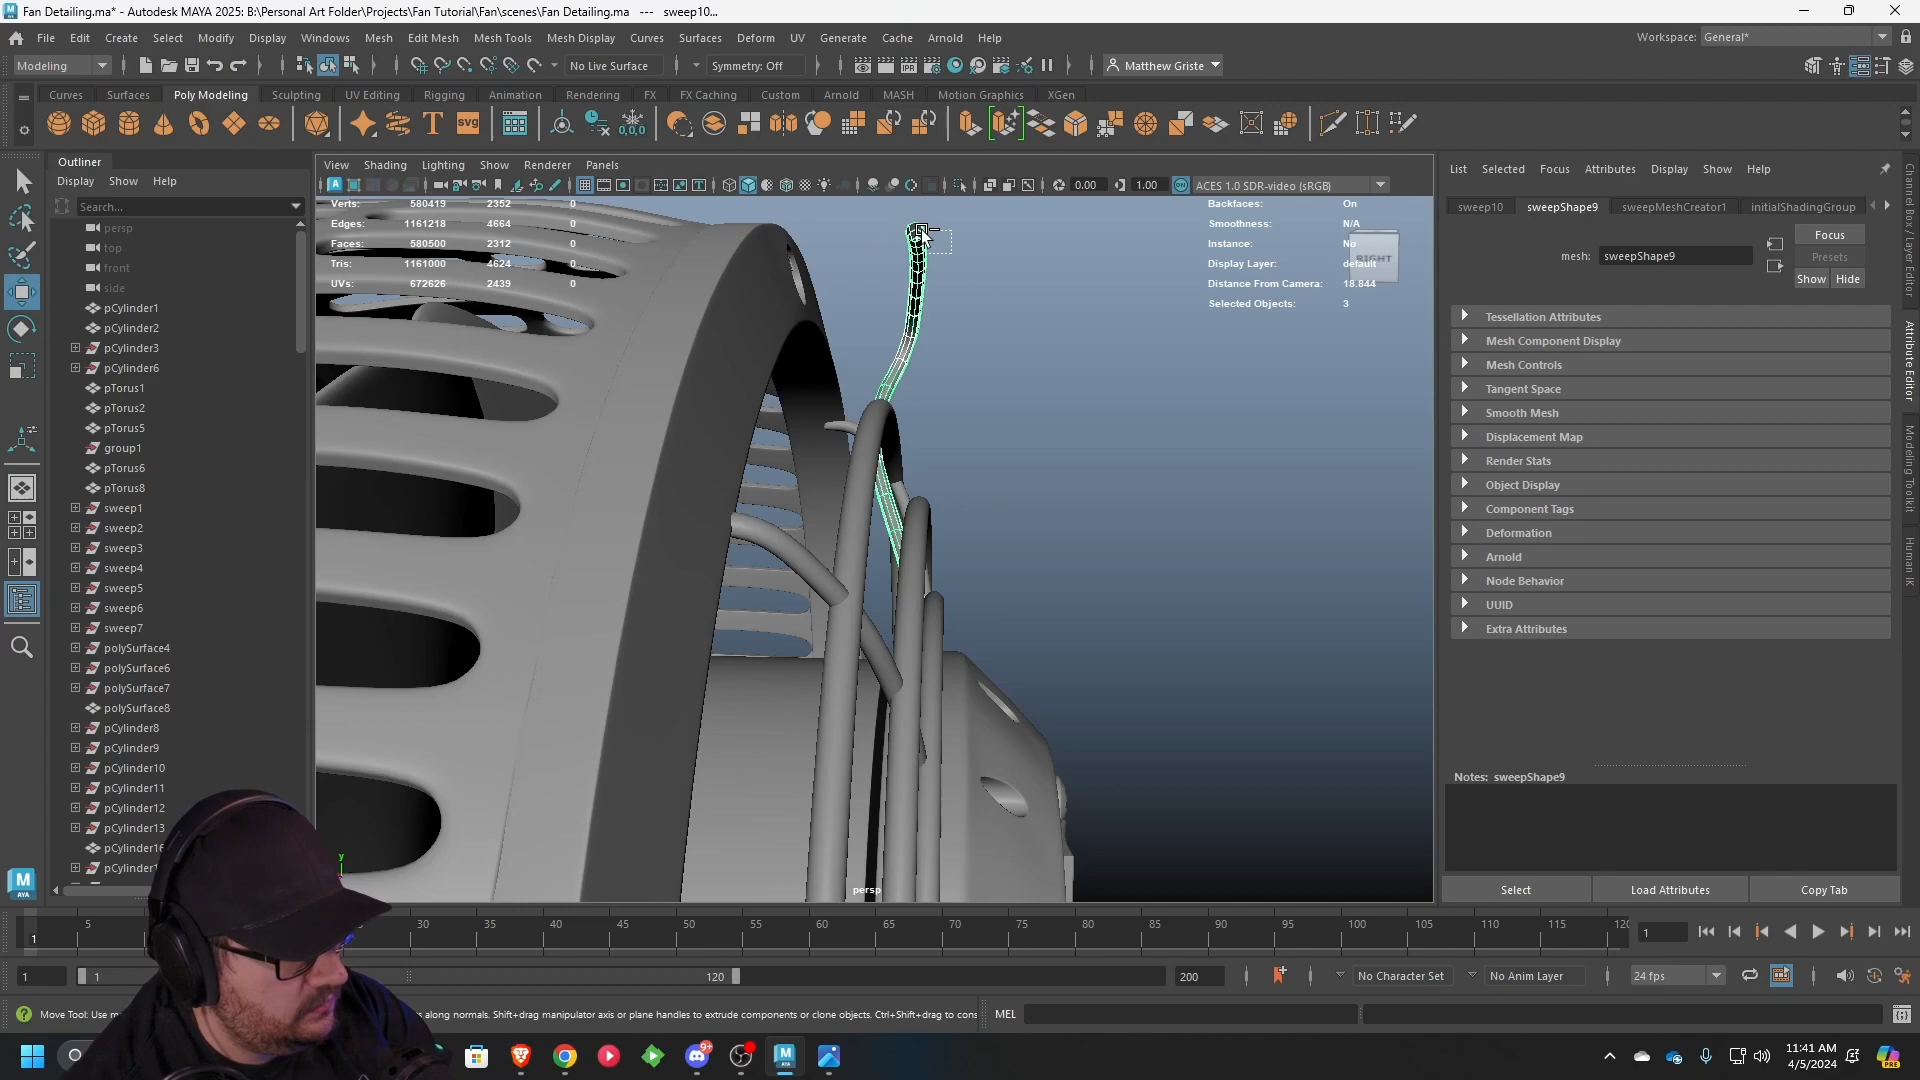 Fan Detailing.ma* - Autodesk MAYA 2025: B:\Personal Art Folder\Projects\Fan Tutorial\Fan\scenes\Fan Detailing.ma   ---   sweep10...
File Edit Create Select Modify Display Windows Mesh Edit Mesh Mesh Tools Mesh Display Curves Surfaces Deform UV Generate Cache Arnold Help
Workspace: General*
Modeling
No Live Surface
Symmetry: Off
Matthew Griste
Curves Surfaces Poly Modeling Sculpting UV Editing Rigging Animation Rendering FX FX Caching Custom Arnold MASH Motion Graphics XGen
Outliner
Display Show Help
Search...
persp
top
front
side
pCylinder1
pCylinder2
pCylinder3
pCylinder6
pTorus1
pTorus2
pTorus5
group1
pTorus6
pTorus8
sweep1
sweep2
sweep3
sweep4
sweep5
sweep6
sweep7
polySurface4
polySurface6
polySurface7
polySurface8
pCylinder8
pCylinder9
pCylinder10
pCylinder11
pCylinder12
pCylinder13
View Shading Lighting Show Renderer Panels
0.00 1.00 ACES 1.0 SDR-video (sRGB)
Verts: 580419 2352 0
Edges: 1161218 4664 0
Faces: 580500 2312 0
Tris: 1161000 4624 0
UVs: 672626 2439 0
Backfaces: On
Smoothness: N/A
Instance: No
Display Layer: default
Distance From Camera: 18.844
Selected Objects: 3
RIGHT
persp
List Selected Focus Attributes Display Show Help
sweep10 sweepShape9 sweepMeshCreator1 initialShadingGroup
mesh: sweepShape9
Focus
Presets
Show Hide
Tessellation Attributes
Mesh Component Display
Mesh Controls
Tangent Space
Smooth Mesh
Displacement Map
Render Stats
Object Display
Component Tags
Deformation
Arnold
Node Behavior
UUID
Extra Attributes
Notes: sweepShape9
Select Load Attributes Copy Tab
Channel Box / Layer Editor
Attribute Editor
Modeling Toolkit
Human IK
5 30 35 40 45 50 55 60 65 70 75 80 85 90 95 100 105 110 115 120
1
1
1 1 120 200
No Character Set
No Anim Layer
24 fps
Move Tool: Use m
along normals. Shift+drag manipulator axis or plane handles to extrude components or clone objects. Ctrl+Shift+drag to cons
MEL
9+
11:41 AM
4/5/2024